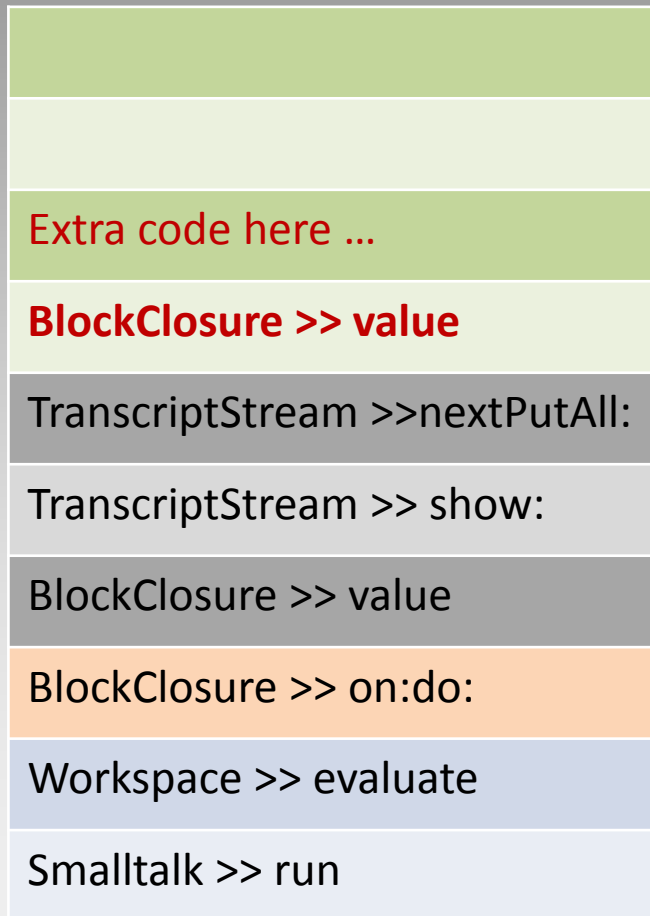 Extra code here …
BlockClosure >> value
TranscriptStream >>nextPutAll:
TranscriptStream >> show:
BlockClosure >> value
BlockClosure >> on:do:
Workspace >> evaluate
Smalltalk >> run